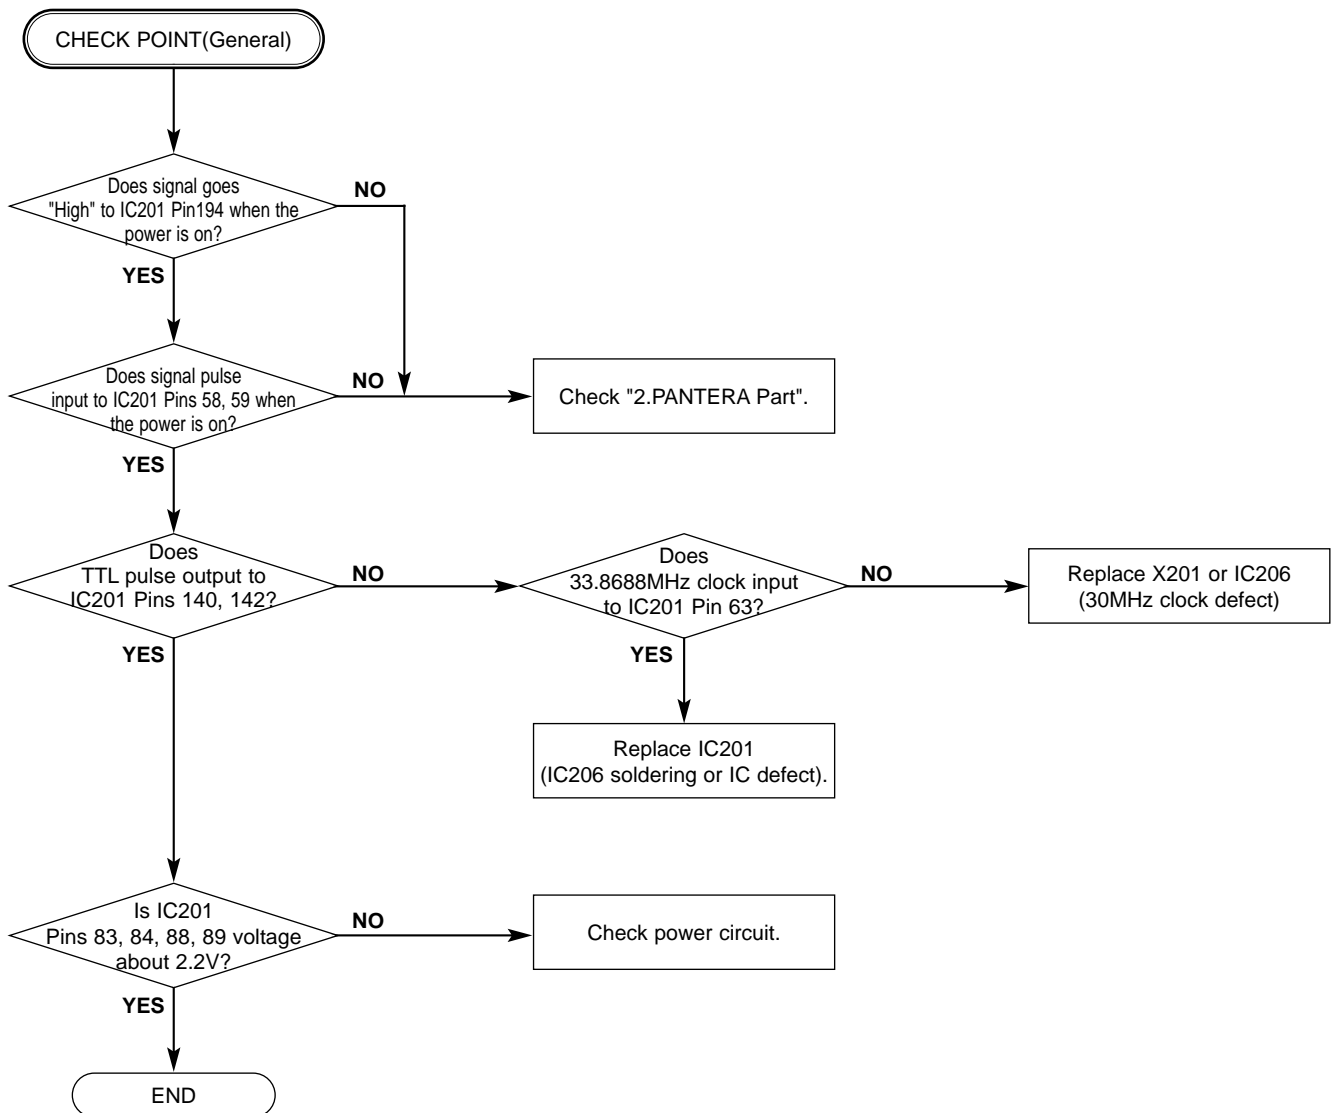 CHECK POINT(General)
Does signal goes
"High" to IC201 Pin194 when the
power is on?
NO
YES
Does signal pulse
input to IC201 Pins 58, 59 when
the power is on?
NO
Check "2.PANTERA Part".
YES
Does
TTL pulse output to
IC201 Pins 140, 142?
NO
Does
33.8688MHz clock input
to IC201 Pin 63?
NO
Replace X201 or IC206
(30MHz clock defect)
YES
YES
Replace IC201
(IC206 soldering or IC defect).
Is IC201
Pins 83, 84, 88, 89 voltage
about 2.2V?
NO
Check power circuit.
YES
END